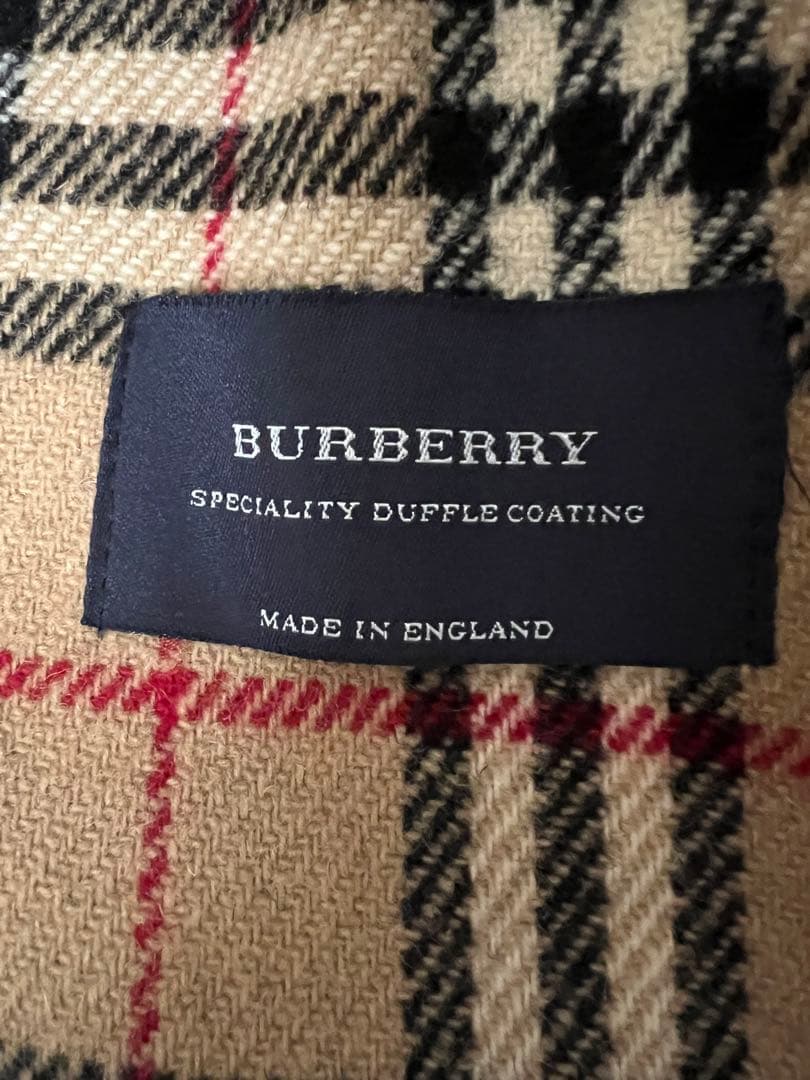 BURBERRY
SPECIALITY DUFFLE COATING
MADE IN ENGLAND